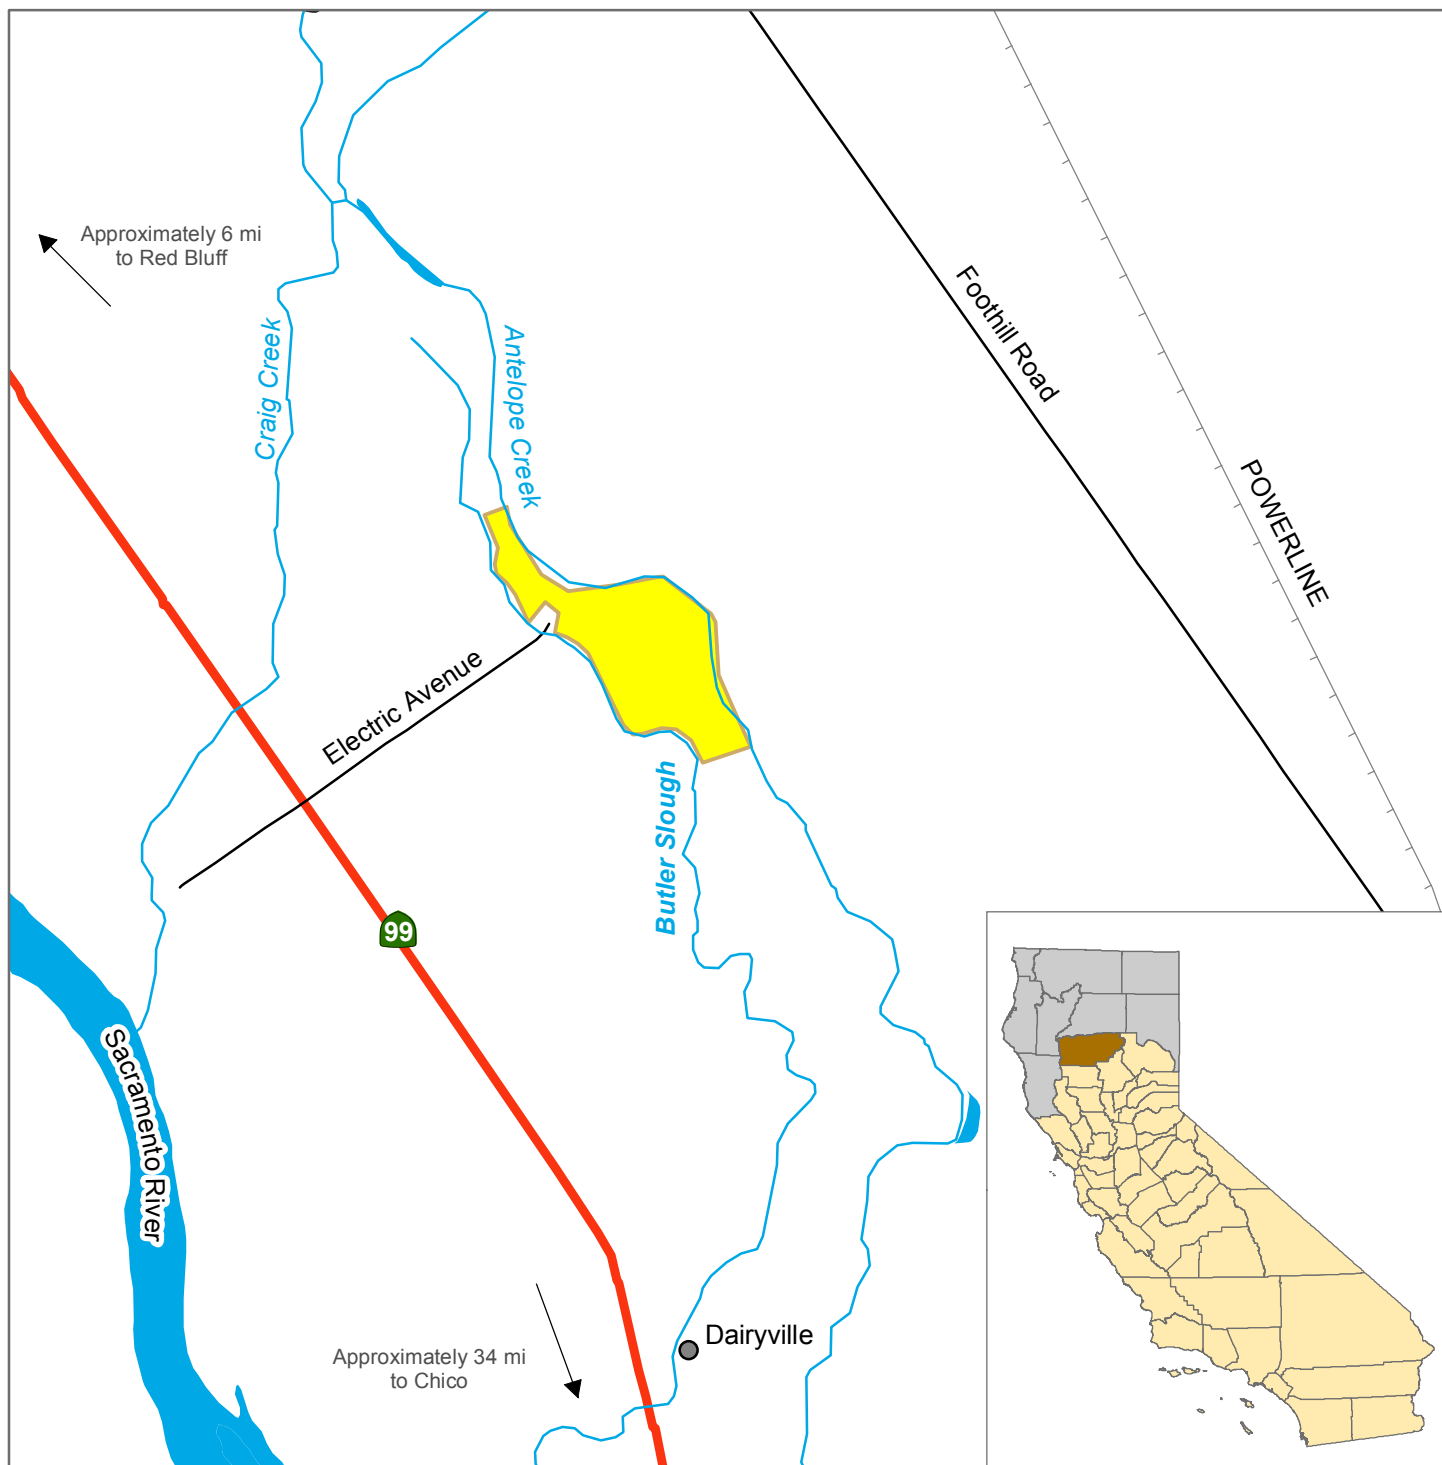 Approximately 6 mi
to Red Bluff
Craig Creek
Antelope Creek
Foothill Road
POWERLINE
Electric Avenue
Butler Slough
99
Sacramento River
Dairyville
Approximately 34 mi
to Chico